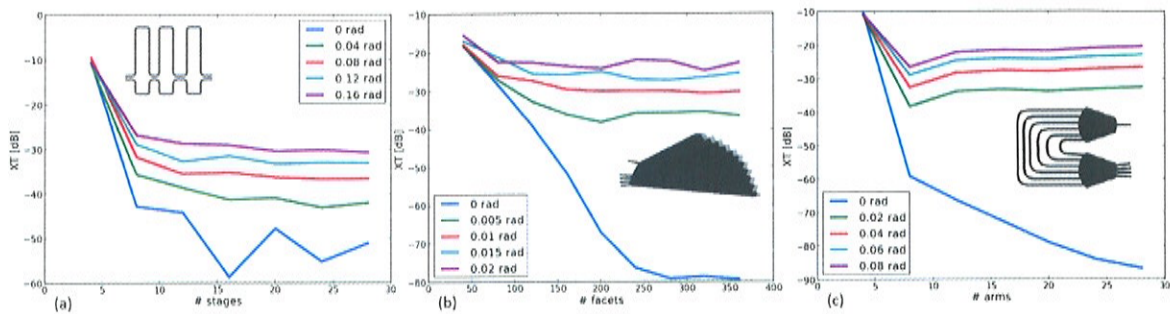 0
-10
-20
-30
-40
-50
-60
XT [dB]
0 rad
0.04 rad
0.08 rad
0.12 rad
0.16 rad
0 5 10 15 20 25 30
# stages
(a)
-10
-20
-30
-40
-50
-60
-70
-80
XT [dB]
0 rad
0.005 rad
0.01 rad
0.015 rad
0.02 rad
0 50 100 150 200 250 300 350 400
# facets
(b)
-10
-20
-30
-40
-50
-60
-70
-80
-90
XT [dB]
0 rad
0.02 rad
0.04 rad
0.06 rad
0.08 rad
0 5 10 15 20 25 30
# arms
(c)